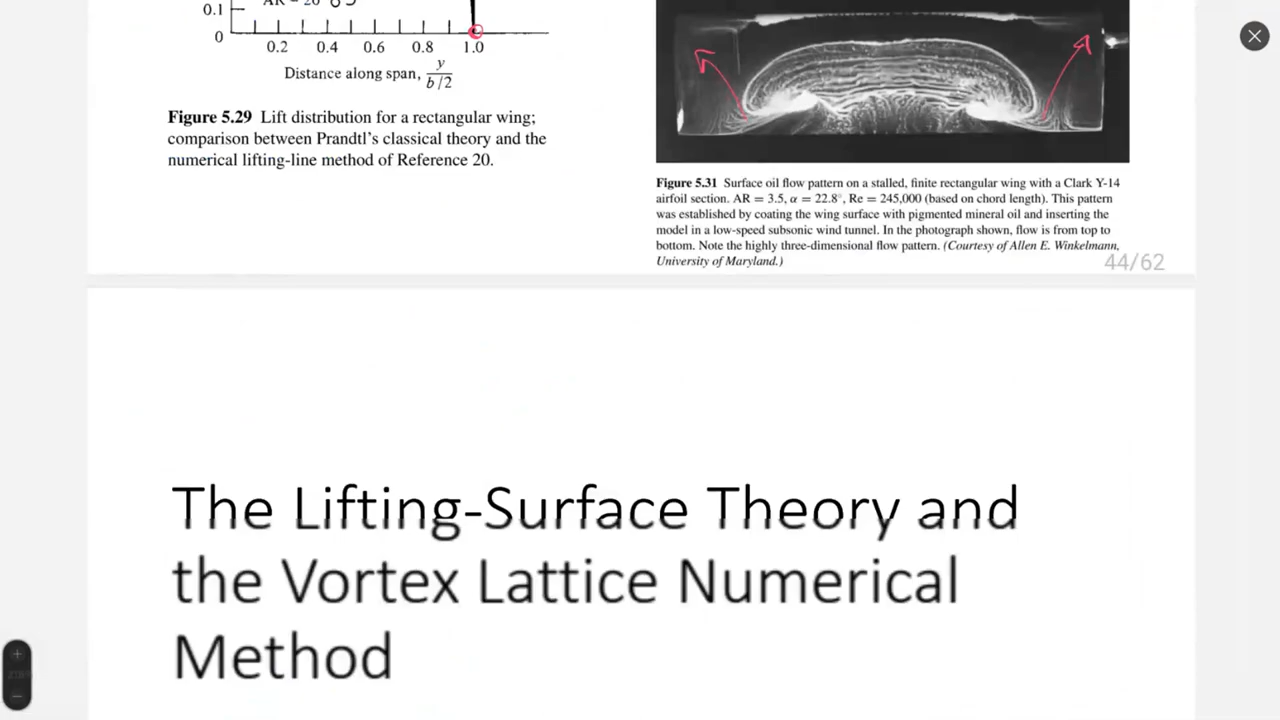 0.1
0
0.2 0.4 0.6 0.8 1.0
Distance along span, y
b/2
Figure 5.29 Lift distribution for a rectangular wing;
comparison between Prandtl’s classical theory and the
numerical lifting-line method of Reference 20.
Figure 5.31 Surface oil flow pattern on a stalled, finite rectangular wing with a Clark Y-14
airfoil section. AR = 3.5, α = 22.8°, Re = 245,000 (based on chord length). This pattern
was established by coating the wing surface with pigmented mineral oil and inserting the
model in a low-speed subsonic wind tunnel. In the photograph shown, flow is from top to
bottom. Note the highly three-dimensional flow pattern. (Courtesy of Allen E. Winkelmann,
University of Maryland.)
44/62
The Lifting-Surface Theory and
the Vortex Lattice Numerical
Method